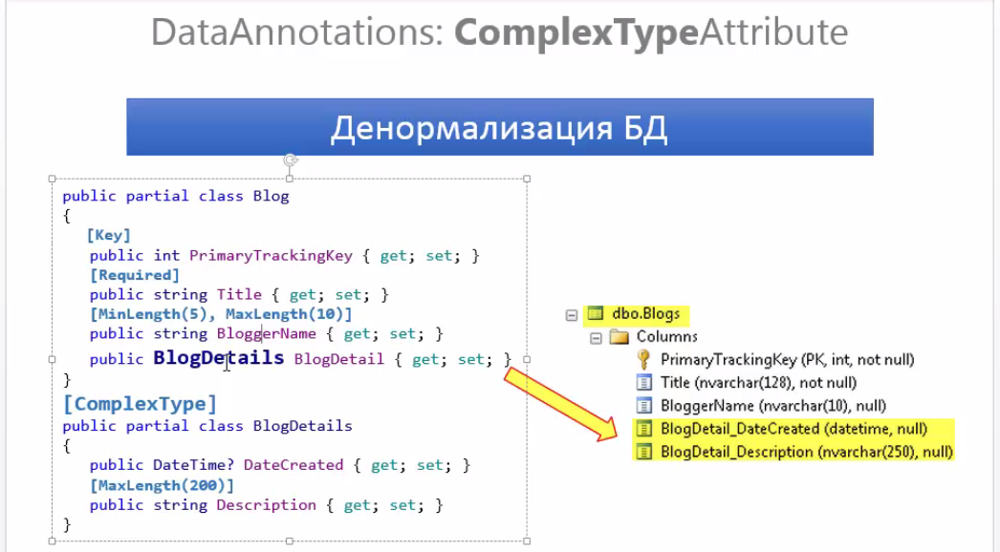 DataAnnotations: ComplexTypeAttribute
Денормализация БД
public partial class Blog
{
[Key]
public int PrimaryTrackingKey { get; set; }
[Required]
public string Title { get; set; }
[MinLength(5), MaxLength(10)]
public string BloggerName { get; set; }
public BlogDetails BlogDetail { get; set; }
}
[ComplexType]
public partial class BlogDetails
{
public DateTime? DateCreated { get; set; }
[MaxLength(200)]
public string Description { get; set; }
}
dbo.Blogs
Columns
PrimaryTrackingKey (PK, int, not null)
Title (nvarchar(128), not null)
BloggerName (nvarchar(10), null)
BlogDetail_DateCreated (datetime, null)
BlogDetail_Description (nvarchar(250), null)